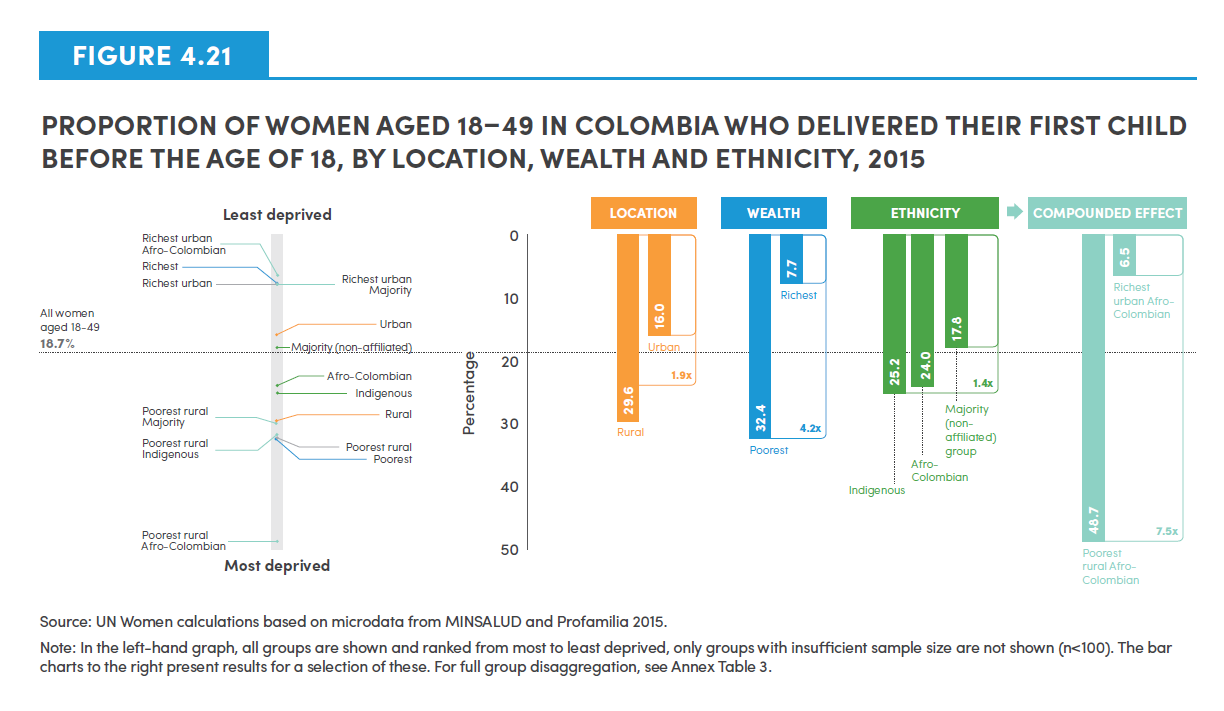 FIGURE 4.21
PROPORTION OF WOMEN AGED 18–49 IN COLOMBIA WHO DELIVERED THEIR FIRST CHILD
BEFORE THE AGE OF 18, BY LOCATION, WEALTH AND ETHNICITY, 2015
Least deprived
Richest urban
Afro-Colombian
Richest
Richest urban
Richest urban
Majority
All women
aged 18-49
18.7%
Urban
Majority (non-affiliated)
Afro-Colombian
Indigenous
Poorest rural
Majority
Rural
Poorest rural
Indigenous
Poorest rural
Poorest
Poorest rural
Afro-Colombian
Most deprived
Percentage
0
10
20
30
40
50
LOCATION
29.6
Rural
16.0
Urban
1.9x
WEALTH
32.4
Poorest
7.7
Richest
4.2x
ETHNICITY
25.2
Indigenous
24.0
Afro-
Colombian
17.8
Majority
(non-
affiliated)
group
1.4x
COMPOUNDED EFFECT
48.7
Poorest
rural Afro-
Colombian
6.5
Richest
urban Afro-
Colombian
7.5x
Source: UN Women calculations based on microdata from MINSALUD and Profamilia 2015.
Note: In the left-hand graph, all groups are shown and ranked from most to least deprived, only groups with insufficient sample size are not shown (n<100). The bar
charts to the right present results for a selection of these. For full group disaggregation, see Annex Table 3.